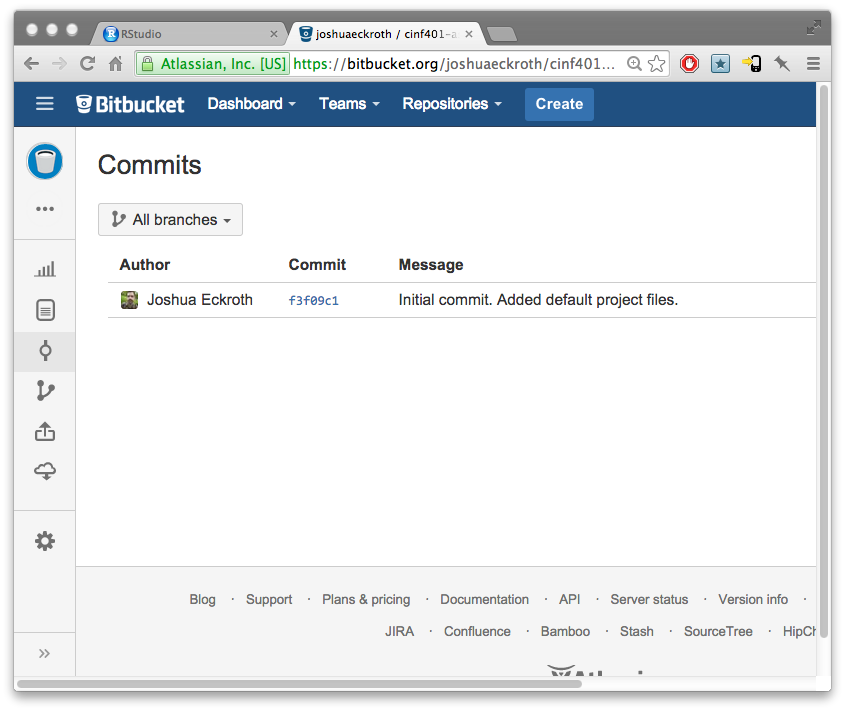 RStudio
joshuaeckroth / cinf401-a
Atlassian, Inc. [US] https://bitbucket.org/joshuaeckroth/cinf401...
Bitbucket Dashboard Teams Repositories Create
Commits
All branches
Author Commit Message
Joshua Eckroth f3f09c1 Initial commit. Added default project files.
Blog · Support · Plans & pricing · Documentation · API · Server status · Version info ·
JIRA · Confluence · Bamboo · Stash · SourceTree · HipCh